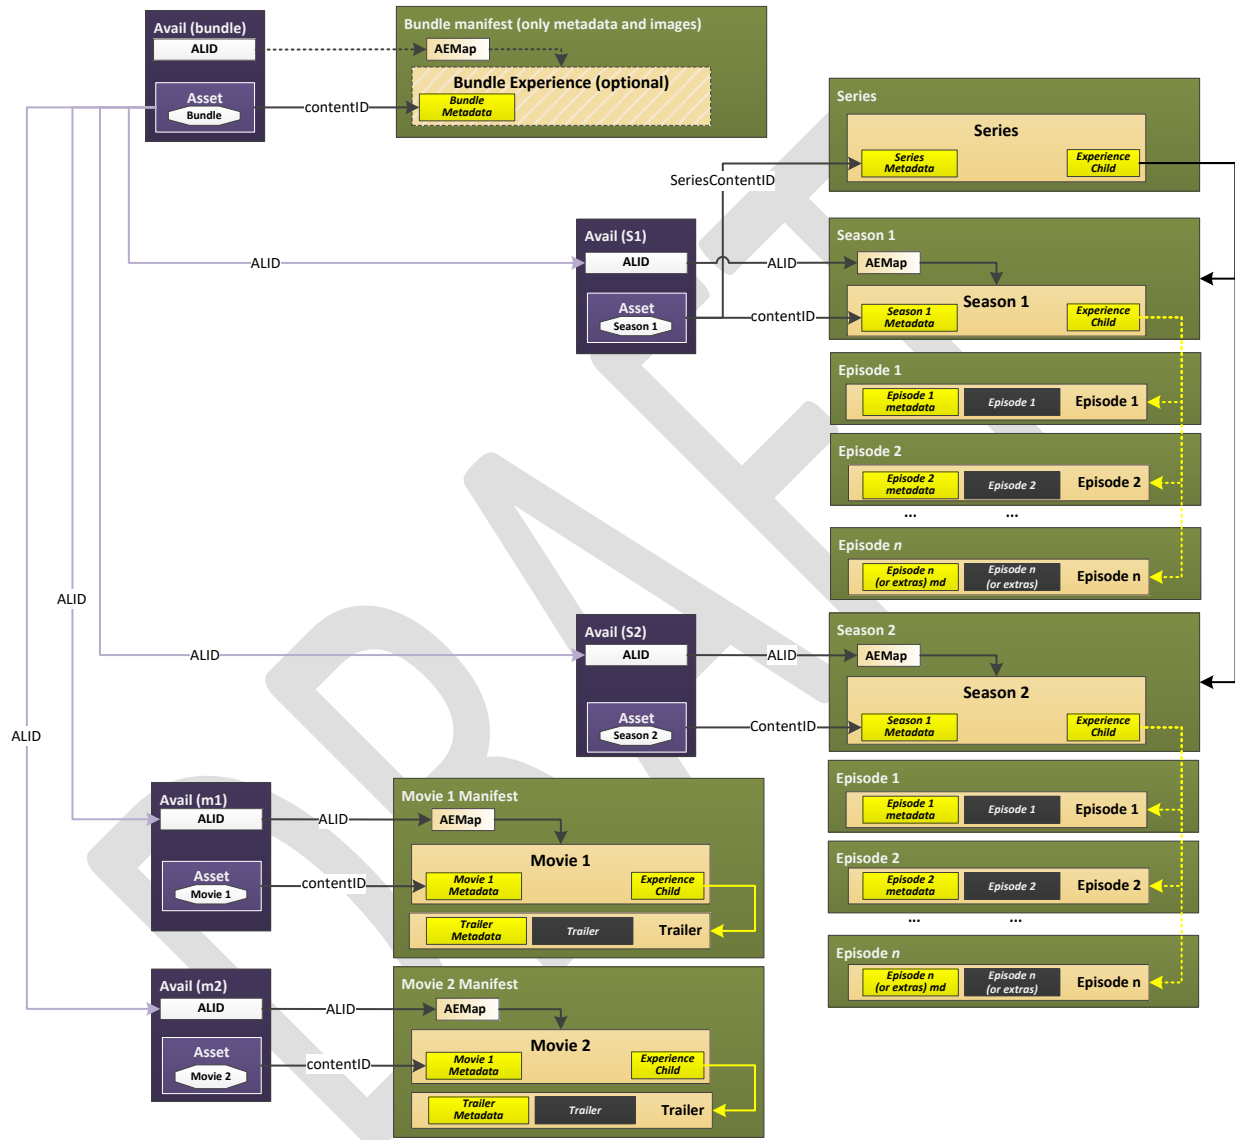 Avail (bundle)
ALID
Asset
Bundle
contentID
Bundle manifest (only metadata and images)
AEMap
Bundle Experience (optional)
Bundle
Metadata
Series
Series
Series
Metadata
Experience
Child
SeriesContentID
Avail (S1)
ALID
Asset
Season 1
ALID
ALID
contentID
Season 1
AEMap
Season 1
Season 1
Metadata
Experience
Child
Episode 1
Episode 1
metadata
Episode 1
Episode 1
Episode 2
Episode 2
metadata
Episode 2
Episode 2
...
...
Episode n
Episode n
(or extras) md
Episode n
(or extras)
Episode n
ALID
ALID
ALID
Avail (S2)
ALID
Asset
Season 2
ALID
ContentID
Season 2
AEMap
Season 2
Season 1
Metadata
Experience
Child
Episode 1
Episode 1
metadata
Episode 1
Episode 1
Episode 2
Episode 2
metadata
Episode 2
Episode 2
...
...
Episode n
Episode n
(or extras) md
Episode n
(or extras)
Episode n
Avail (m1)
ALID
Asset
Movie 1
ALID
contentID
Movie 1 Manifest
AEMap
Movie 1
Movie 1
Metadata
Experience
Child
Trailer
Metadata
Trailer
Trailer
Avail (m2)
ALID
Asset
Movie 2
ALID
contentID
Movie 2 Manifest
AEMap
Movie 2
Movie 1
Metadata
Experience
Child
Trailer
Metadata
Trailer
Trailer
DRAFT